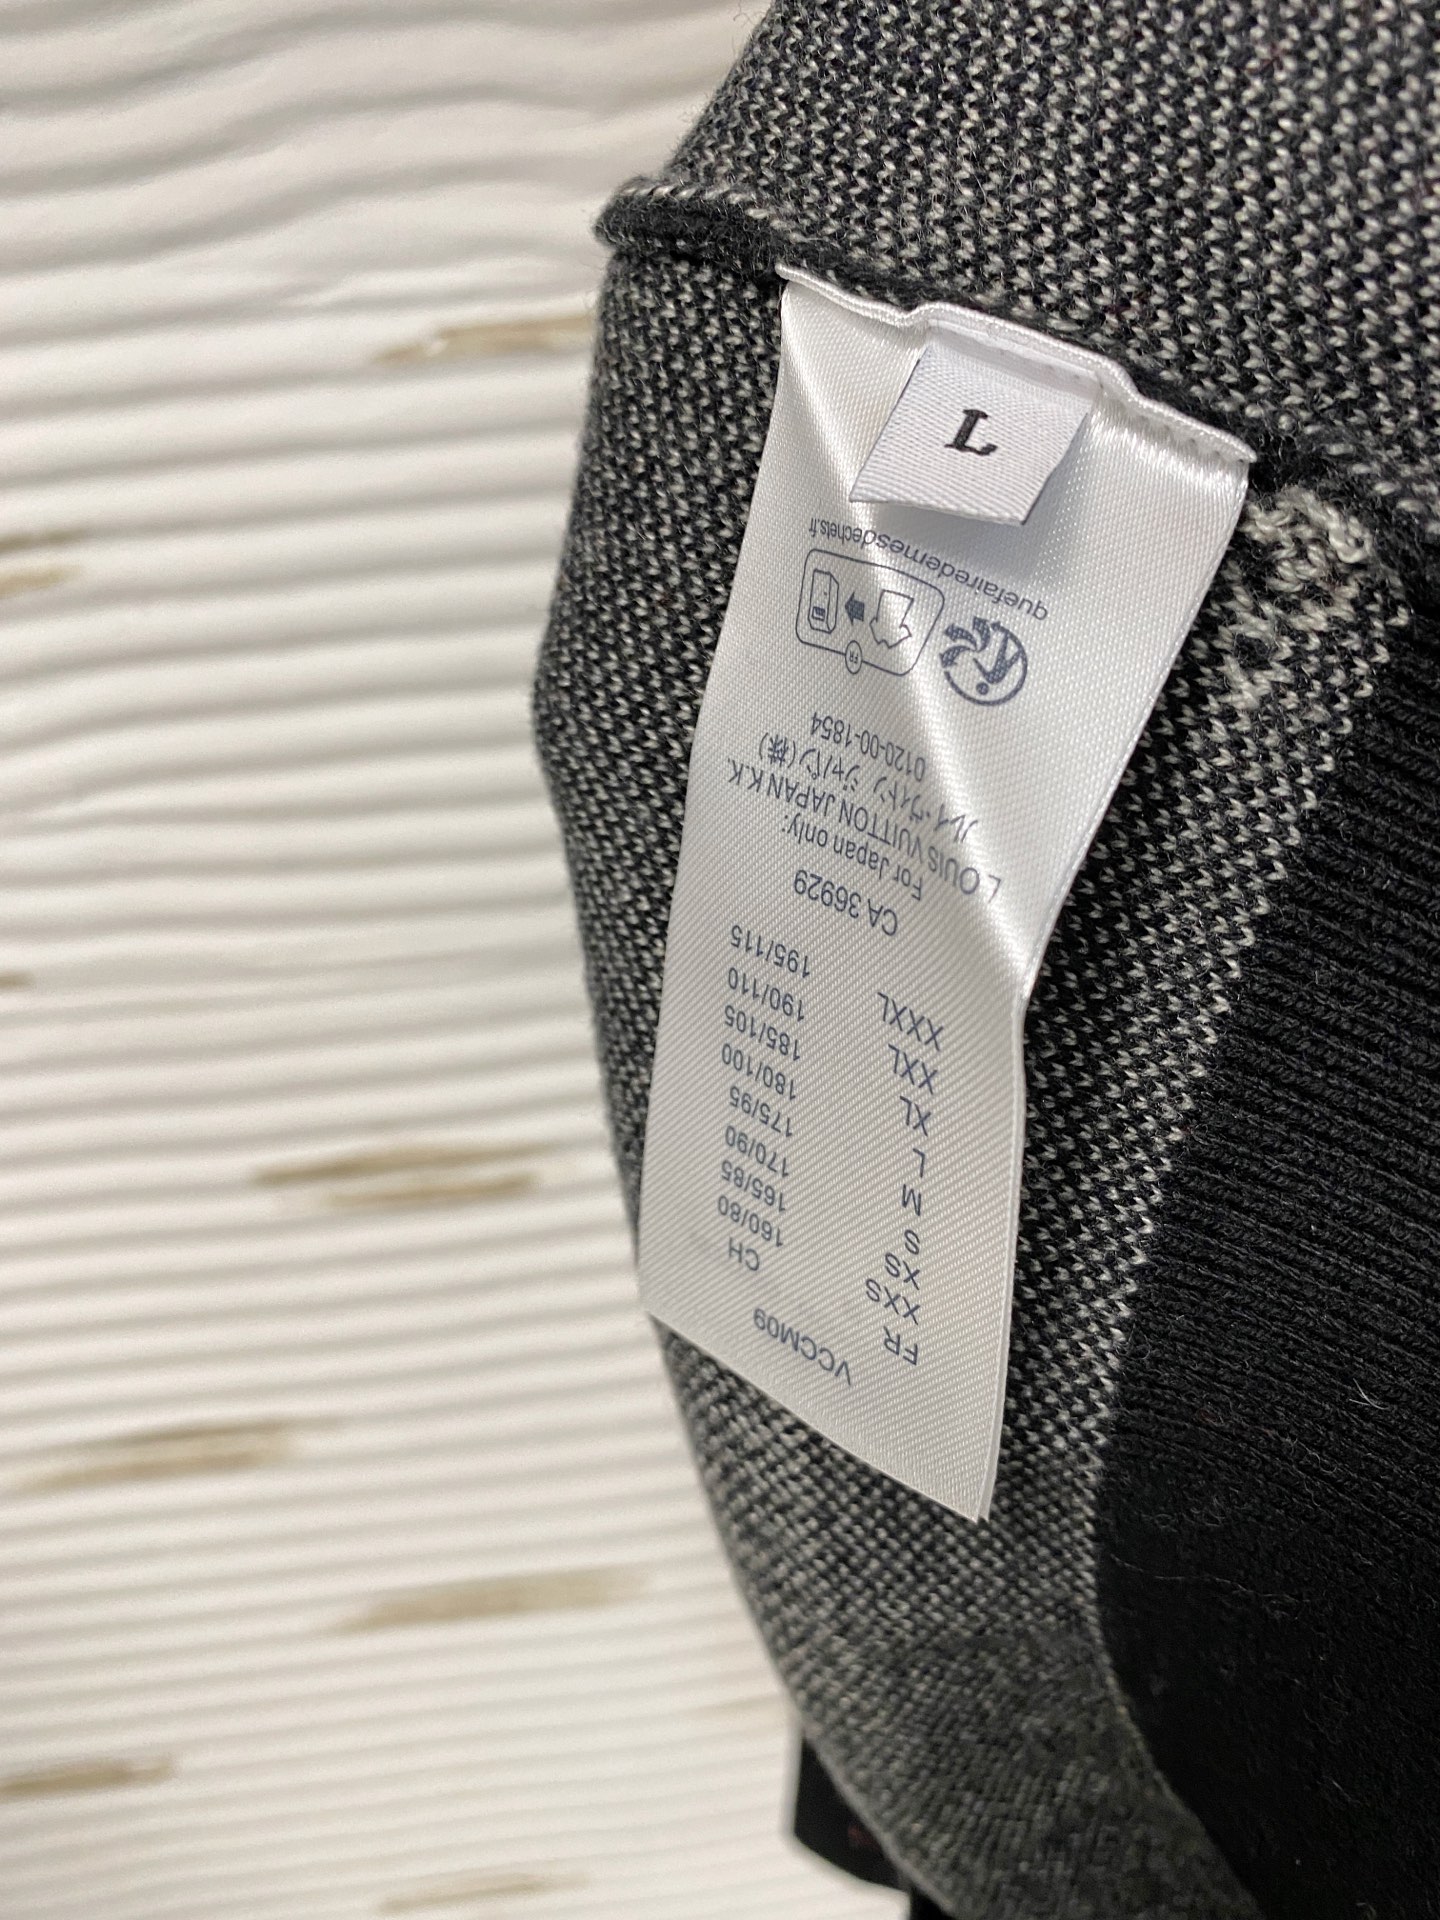 L
VCCM09
FR CH
XXS 160/80
XS 165/85
S 170/90
M 175/95
L 180/100
XL 185/105
XXL 190/110
XXXL 195/115
CA 36929
For Japan only:
LOUIS VUITTON JAPAN K.K.
ルイ・ヴィトン ジャパン(株)
0120-00-1854
FR
quefairedemesdechets.fr